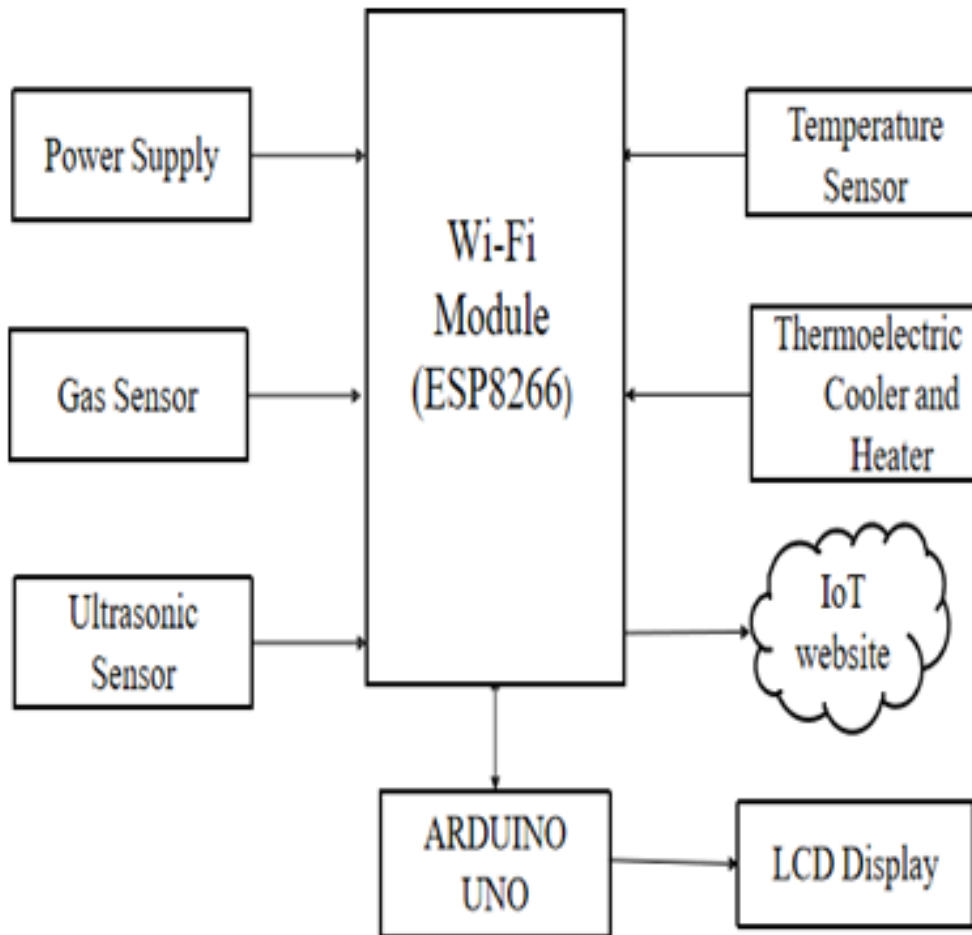 Power Supply
Gas Sensor
Ultrasonic
Sensor
Wi-Fi
Module
(ESP8266)
Temperature
Sensor
Thermoelectric
Cooler and
Heater
IoT
website
ARDUINO
UNO
LCD Display